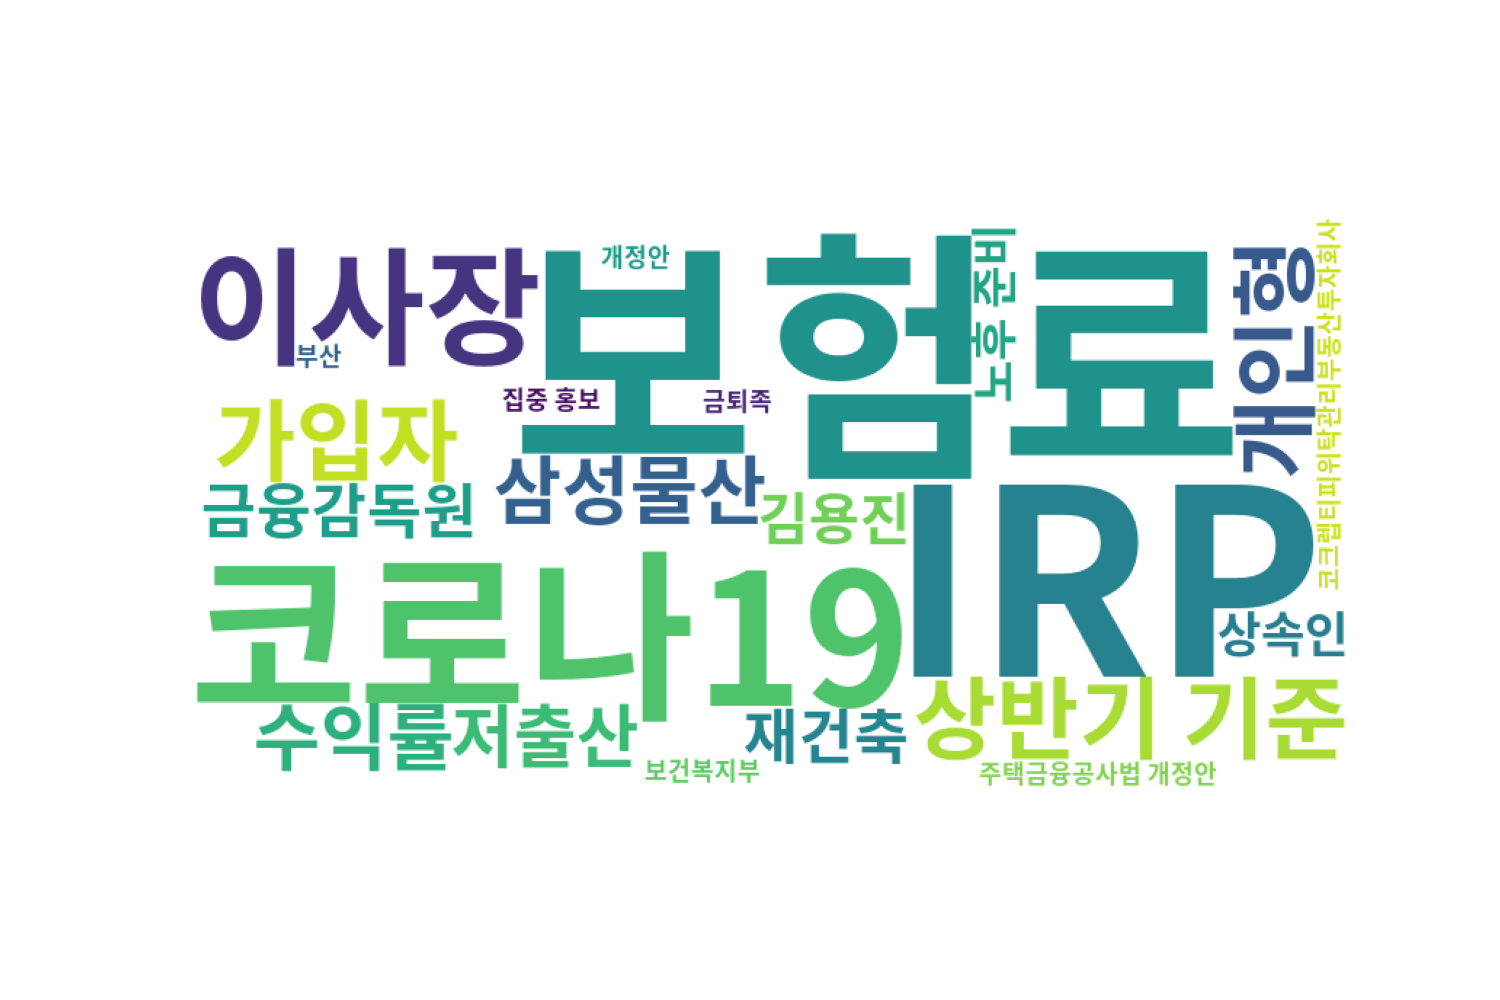 이사장
보험료
개정안
노후 준비
개인형
코크렙티피위탁관리부동산투자회사
부산
집중 홍보
금퇴족
가입자
금융감독원
삼성물산
김용진
IRP
코로나19
상속인
수익률
저출산
재건축
상반기 기준
보건복지부
주택금융공사법 개정안